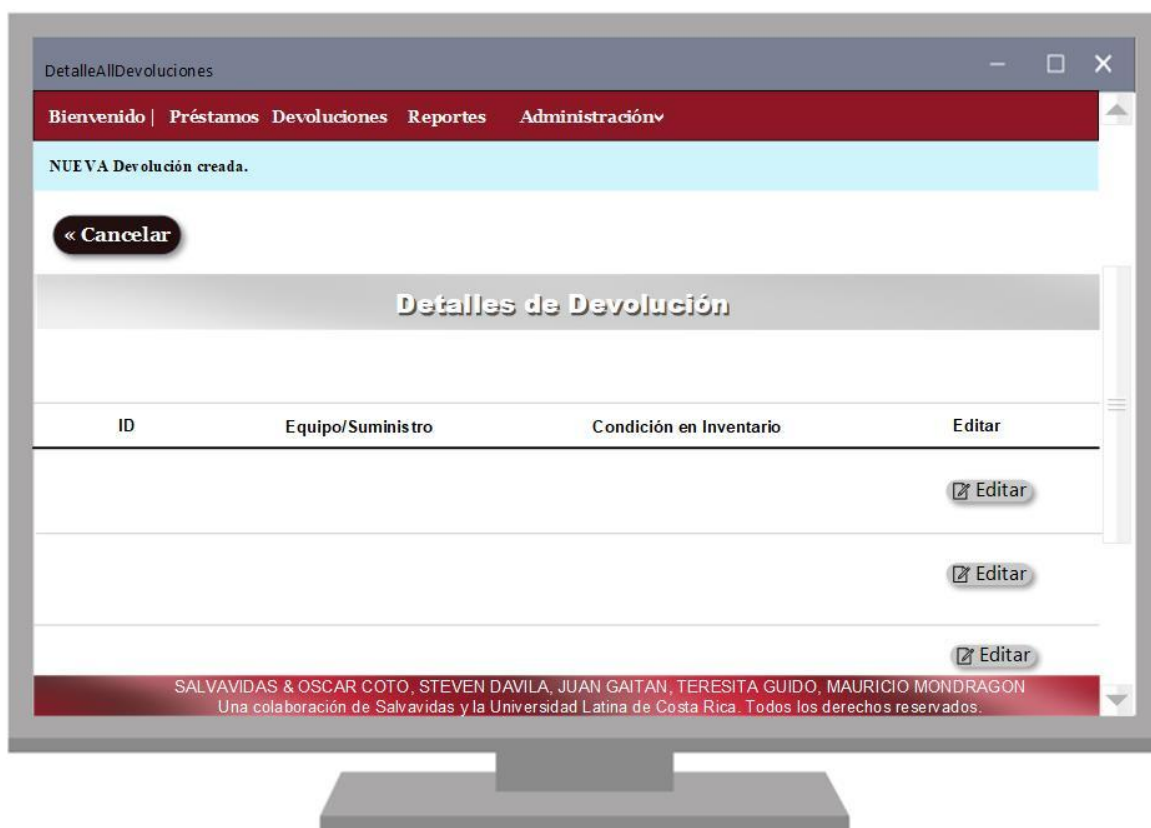 DetalleAllDevoluciones
Bienvenido | Préstamos Devoluciones Reportes Administración
NUEVA Devolución creada.
« Cancelar
Detalles de Devolución
ID Equipo/Suministro Condición en Inventario Editar
Editar
Editar
Editar
SALVAVIDAS & OSCAR COTO, STEVEN DAVILA, JUAN GAITAN, TERESITA GUIDO, MAURICIO MONDRAGON
Una colaboración de Salvavidas y la Universidad Latina de Costa Rica. Todos los derechos reservados.